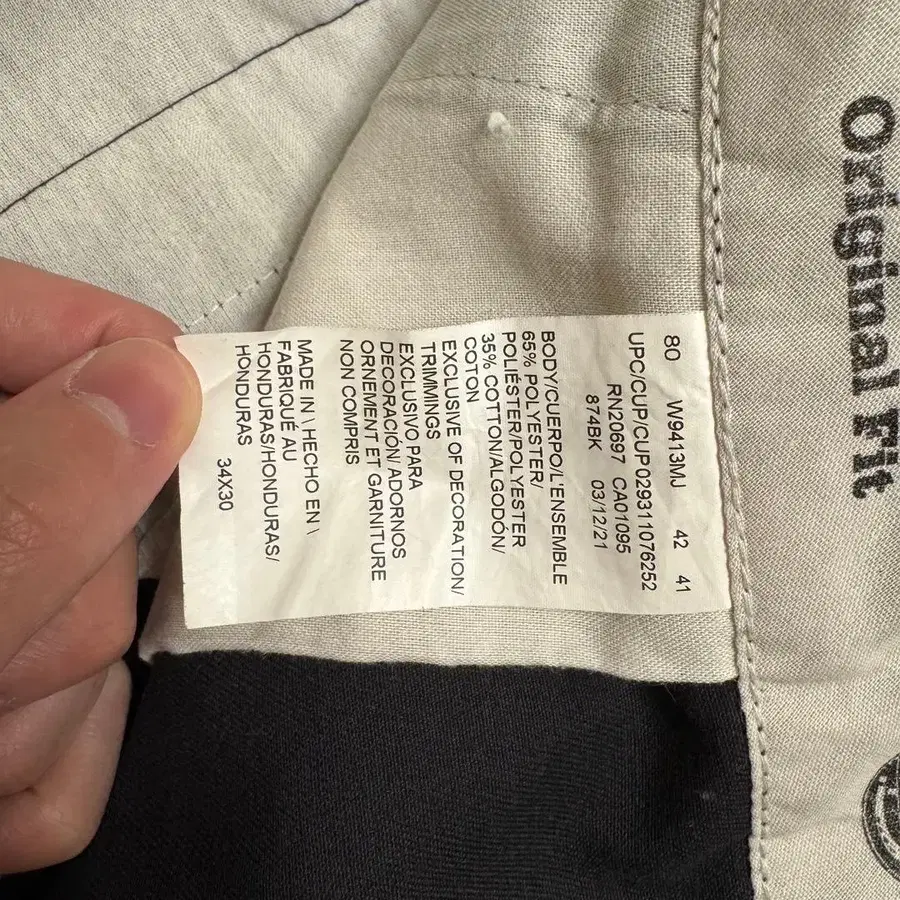 Original Fit
80 W9413MJ 42 41
UPC/CUP/CUP 029311076252
RN20697 CA01095
874BK 03/12/21
BODY/CUERPO/L'ENSEMBLE
65% POLYESTER/
POLIÉSTER/POLYESTER
35% COTTON/ALGODÓN/
COTON
EXCLUSIVE OF DECORATION/
TRIMMINGS
EXCLUSIVO PARA
DECORACIÓN/ ADORNOS
ORNEMENT ET GARNITURE
NON COMPRIS
MADE IN \ HECHO EN \
FABRIQUÉ AU
HONDURAS/HONDURAS/
HONDURAS
34X30